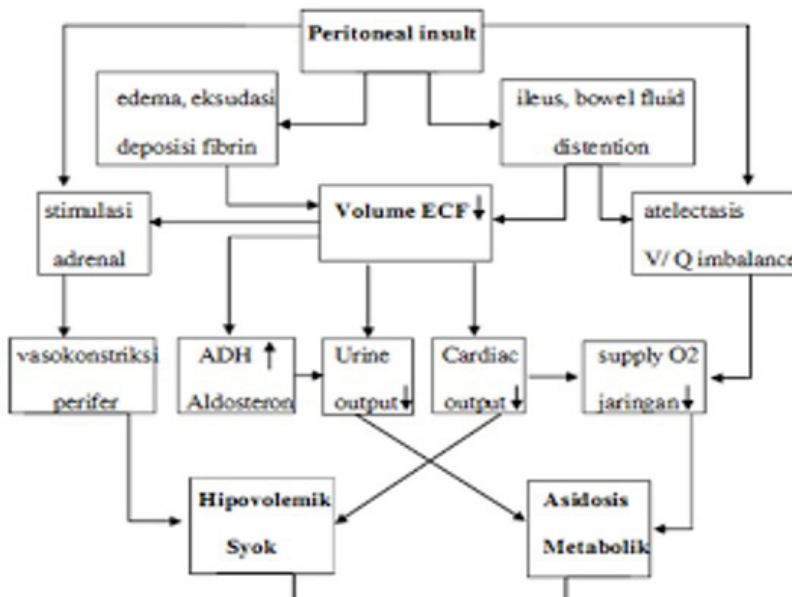 Peritoneal insult
edema, eksudasi
deposisi fibrin
ileus, bowel fluid
distention
stimulasi
adrenal
Volume ECF ↓
atelectasis
V/ Q imbalance
vasokonstriksi
perifer
ADH ↑
Aldosteron
Urine
output ↓
Cardiac
output ↓
supply O2
jaringan ↓
Hipovolemik
Syok
Asidosis
Metabolik